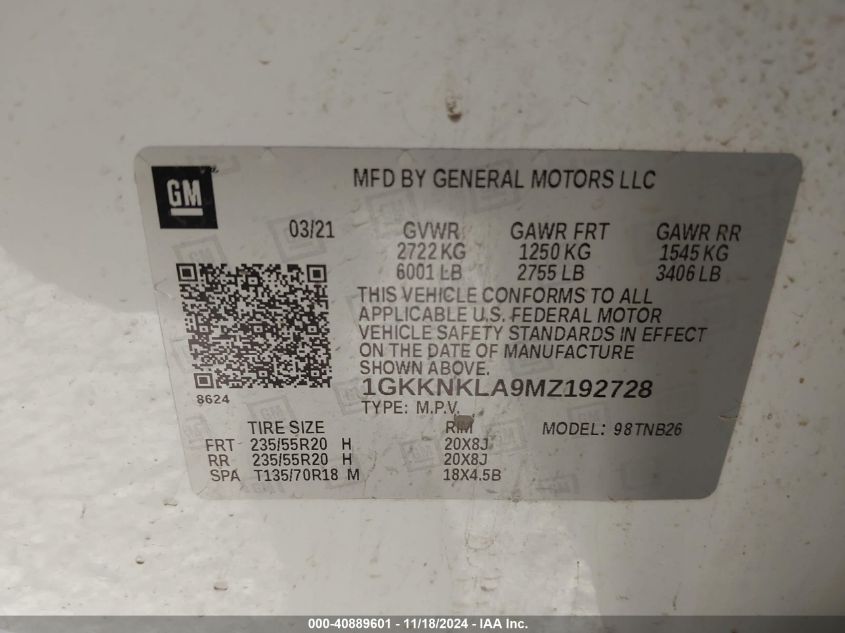 GM
MFD BY GENERAL MOTORS LLC
03/21 GVWR GAWR FRT GAWR RR
2722 KG 1250 KG 1545 KG
6001 LB 2755 LB 3406 LB
THIS VEHICLE CONFORMS TO ALL
APPLICABLE U.S. FEDERAL MOTOR
VEHICLE SAFETY STANDARDS IN EFFECT
ON THE DATE OF MANUFACTURE
SHOWN ABOVE.
8624
1GKKNKLA9MZ192728
TYPE: M.P.V.
TIRE SIZE RIM MODEL: 98TNB26
FRT 235/55R20 H 20X8J
RR 235/55R20 H 20X8J
SPA T135/70R18 M 18X4.5B
000-40889601 - 11/18/2024 - IAA Inc.